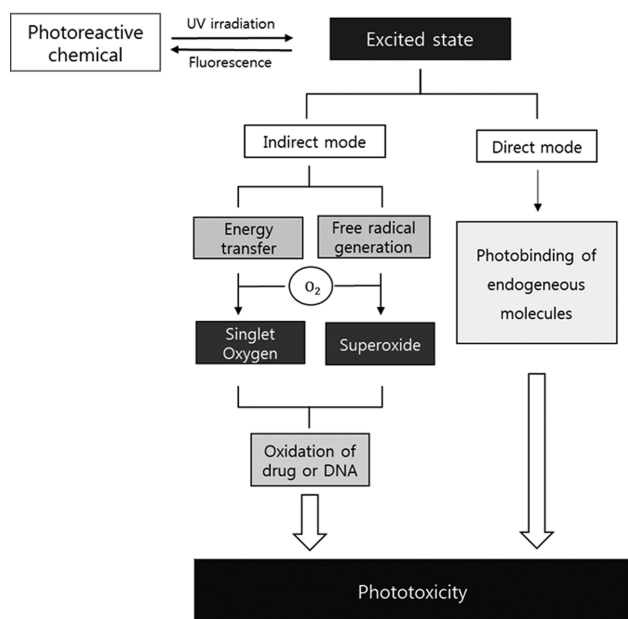 Photoreactive
chemical
UV irradiation
Fluorescence
Excited state
Indirect mode
Direct mode
Energy
transfer
Free radical
generation
O₂
Photobinding of
endogeneous
molecules
Singlet
Oxygen
Superoxide
Oxidation of
drug or DNA
Phototoxicity